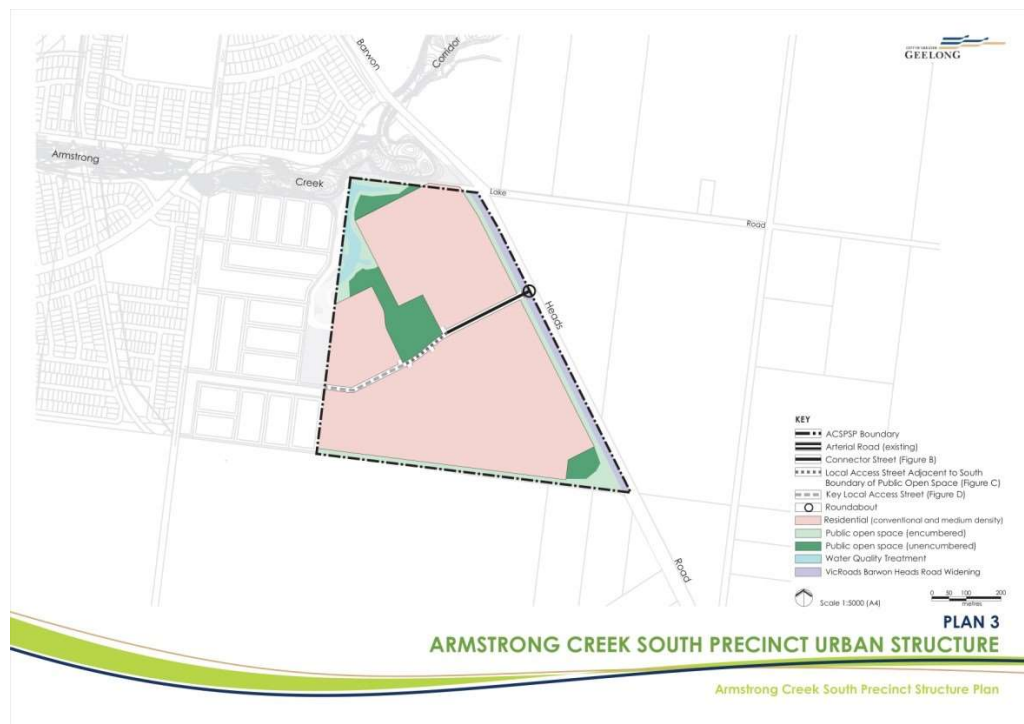 CITY OF GREATER
GEELONG
Barwon
Corridor
Armstrong
Creek
Lake
Road
Heads
Road
KEY
ACSPSP Boundary
Arterial Road (existing)
Connector Street (Figure B)
Local Access Street Adjacent to South
Boundary of Public Open Space (Figure C)
Key Local Access Street (Figure D)
Roundabout
Residential (conventional and medium density)
Public open space (encumbered)
Public open space (unencumbered)
Water Quality Treatment
VicRoads Barwon Heads Road Widening
Scale 1:5000 (A4)
0 50 100 200
metres
PLAN 3
ARMSTRONG CREEK SOUTH PRECINCT URBAN STRUCTURE
Armstrong Creek South Precinct Structure Plan